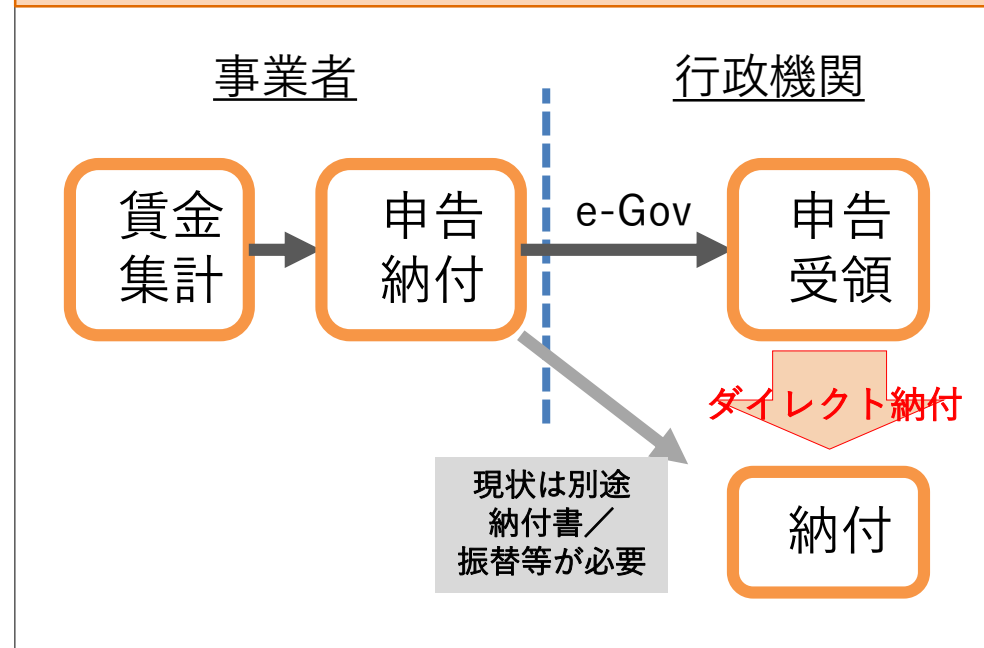 事業者
行政機関
賃金
集計
申告
納付
e-Gov
申告
受領
ダイレクト納付
現状は別途
納付書／
振替等が必要
納付